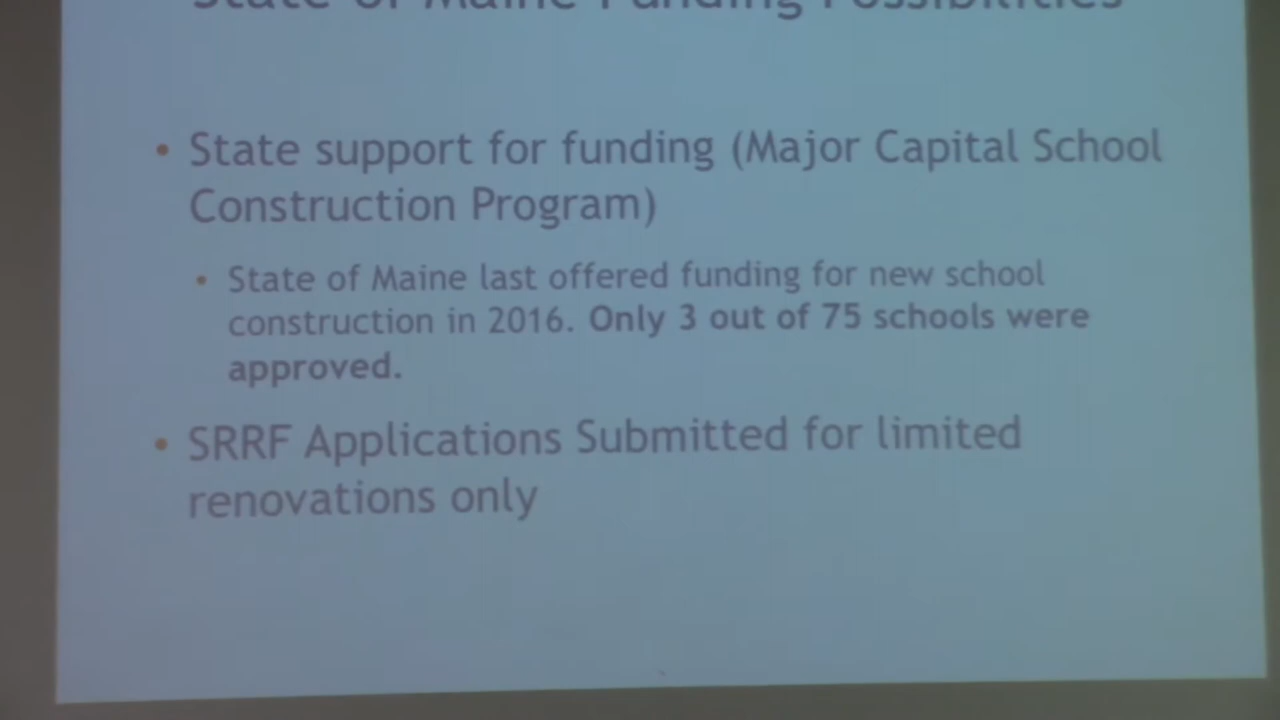 State of Maine Funding Possibilities
• State support for funding (Major Capital School
Construction Program)
• State of Maine last offered funding for new school
construction in 2016. Only 3 out of 75 schools were
approved.
• SRRF Applications Submitted for limited
renovations only